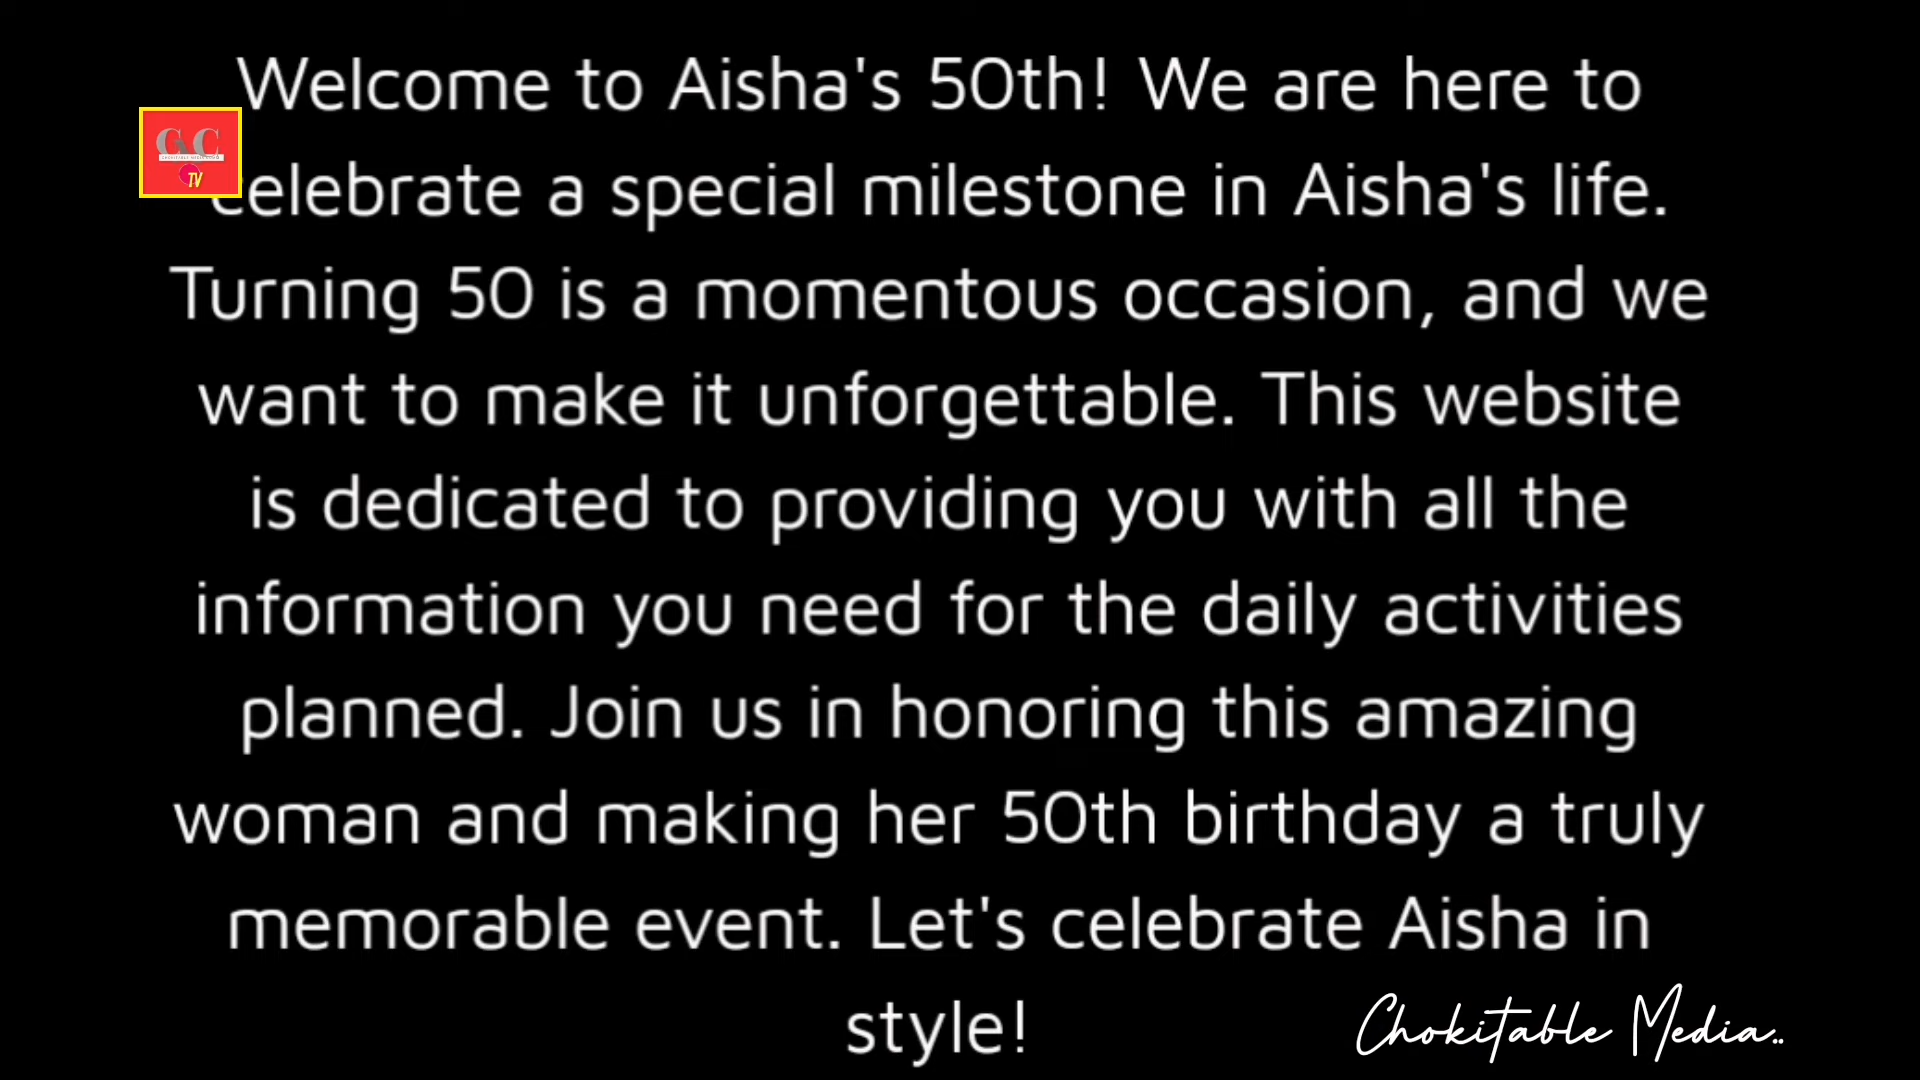 Welcome to Aisha's 50th! We are here to
celebrate a special milestone in Aisha's life.
Turning 50 is a momentous occasion, and we
want to make it unforgettable. This website
is dedicated to providing you with all the
information you need for the daily activities
planned. Join us in honoring this amazing
woman and making her 50th birthday a truly
memorable event. Let's celebrate Aisha in
style!
TV
Chokitable Media..